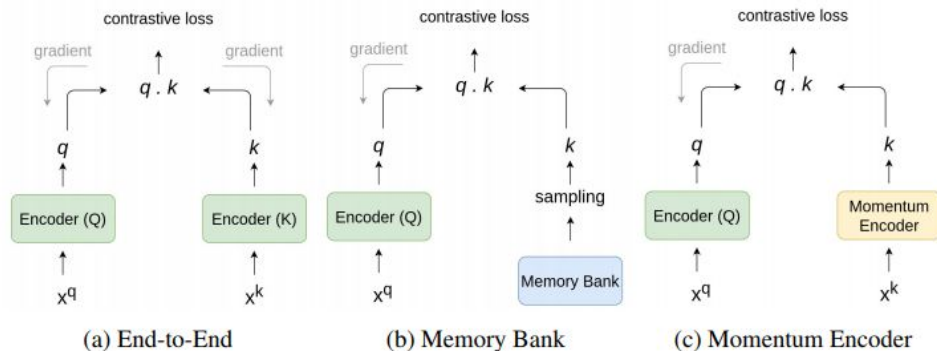 contrastive loss
gradient
gradient
q . k
q
k
Encoder (Q)
Encoder (K)
x^q
x^k
(a) End-to-End
contrastive loss
gradient
q . k
q
k
sampling
Encoder (Q)
Memory Bank
x^q
(b) Memory Bank
contrastive loss
gradient
q . k
q
k
Encoder (Q)
Momentum
Encoder
x^q
x^k
(c) Momentum Encoder